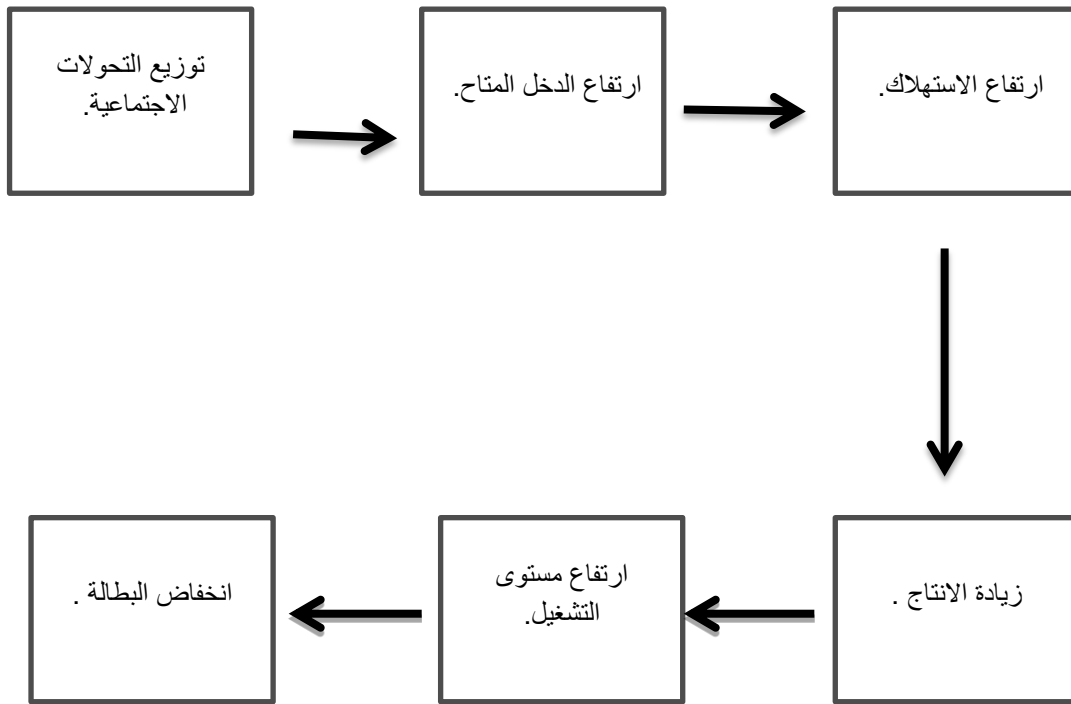 توزيع التحولات
الاجتماعية.
ارتفاع الدخل المتاح.
ارتفاع الاستهلاك.
زيادة الانتاج .
ارتفاع مستوى
التشغيل.
انخفاض البطالة .